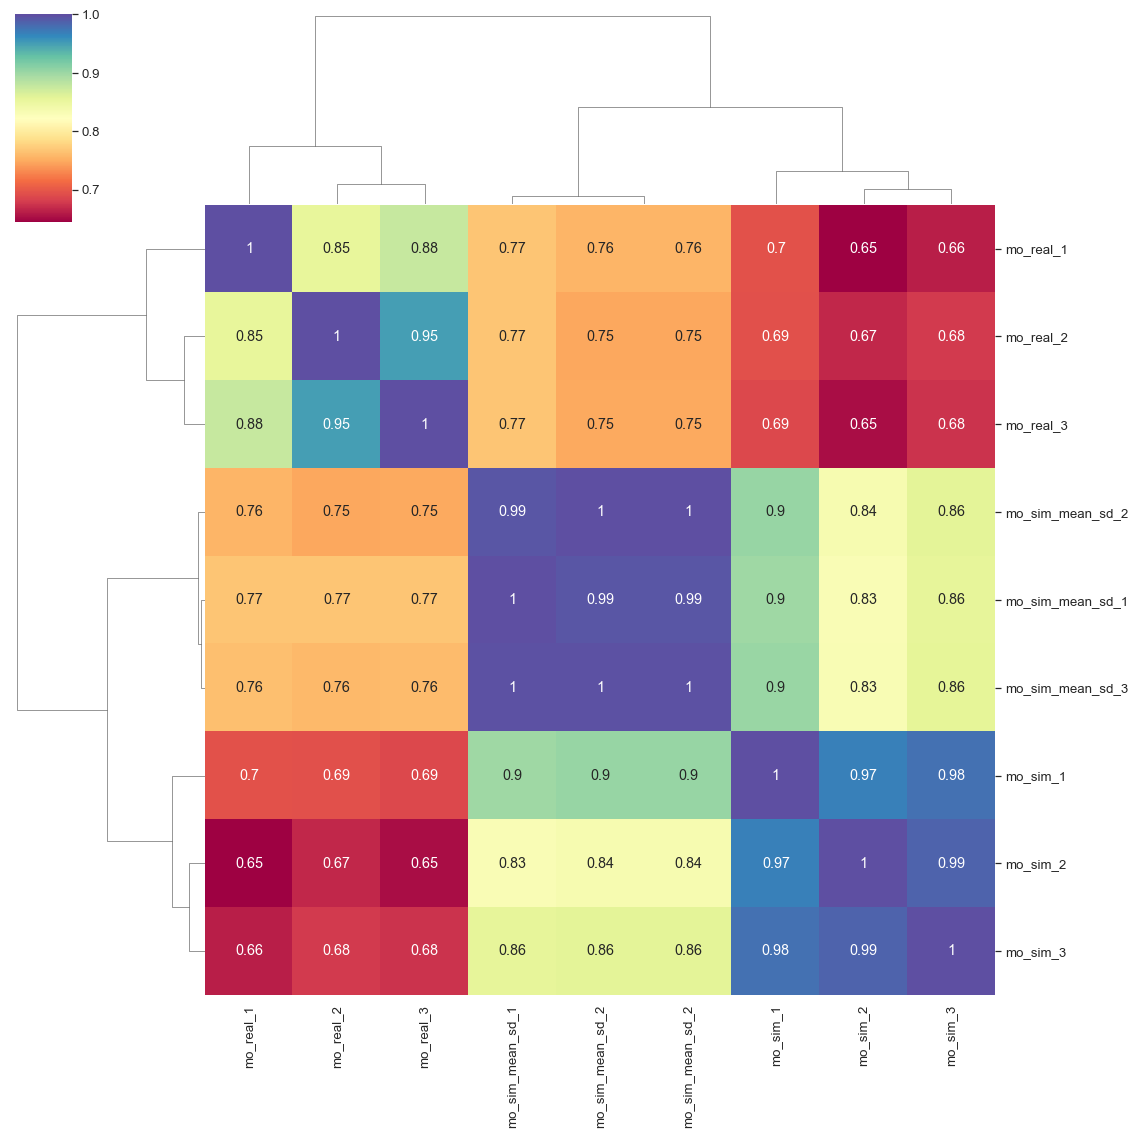 1.0
0.9
0.8
0.7
1 0.85 0.88 0.77 0.76 0.76 0.7 0.65 0.66 mo_real_1
0.85 1 0.95 0.77 0.75 0.75 0.69 0.67 0.68 mo_real_2
0.88 0.95 1 0.77 0.75 0.75 0.69 0.65 0.68 mo_real_3
0.76 0.75 0.75 0.99 1 1 0.9 0.84 0.86 mo_sim_mean_sd_2
0.77 0.77 0.77 1 0.99 0.99 0.9 0.83 0.86 mo_sim_mean_sd_1
0.76 0.76 0.76 1 1 1 0.9 0.83 0.86 mo_sim_mean_sd_3
0.7 0.69 0.69 0.9 0.9 0.9 1 0.97 0.98 mo_sim_1
0.65 0.67 0.65 0.83 0.84 0.84 0.97 1 0.99 mo_sim_2
0.66 0.68 0.68 0.86 0.86 0.86 0.98 0.99 1 mo_sim_3
mo_real_1
mo_real_2
mo_real_3
mo_sim_mean_sd_1
mo_sim_mean_sd_2
mo_sim_mean_sd_2
mo_sim_1
mo_sim_2
mo_sim_3